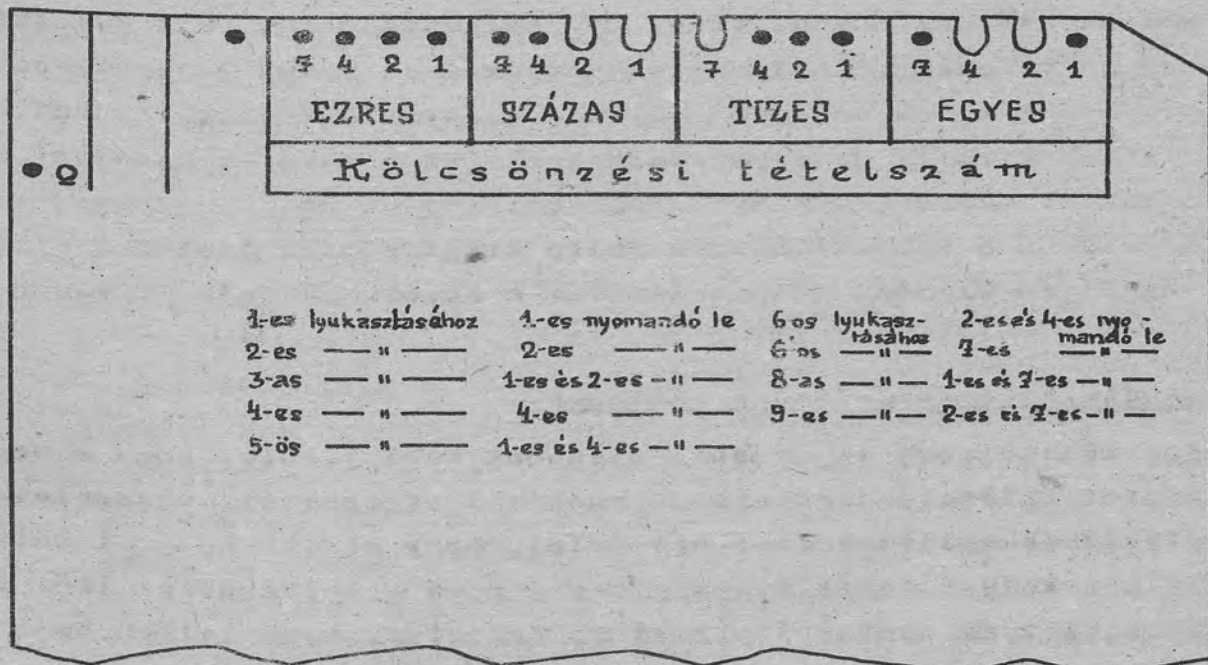 7 4 2 1 7 4 2 1 7 4 2 1 7 4 2 1
EZRES SZÁZAS TIZES EGYES
Kölcsönzési tételszám
1-es lyukasztásához 1-es nyomandó le 6-os lyukasz-tásához 2-es és 4-es nyo-mandó le
2-es — " — 2-es — " — 6-os — " — 7-es — " —
3-as — " — 1-es és 2-es — " — 8-as — " — 1-es és 7-es — " —
4-es — " — 4-es — " — 9-es — " — 2-es és 7-es — " —
5-ös — " — 1-es és 4-es — " —